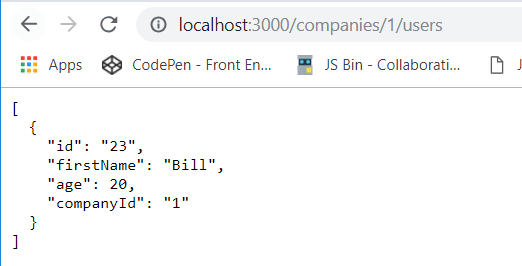 localhost:3000/companies/1/users
Apps CodePen - Front En... JS Bin - Collaborati... J
[
  {
    "id": "23",
    "firstName": "Bill",
    "age": 20,
    "companyId": "1"
  }
]